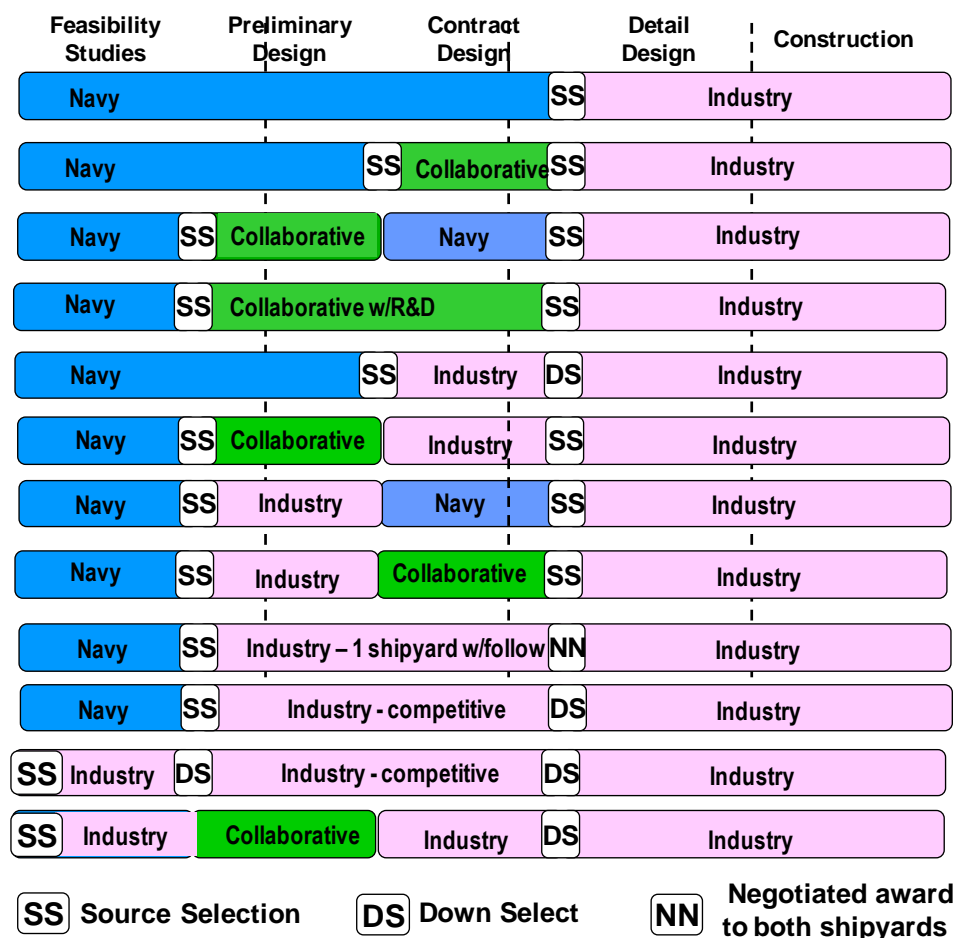 Feasibility Preliminary Contract Detail
Studies Design Design Design Construction
Navy SS Industry
Navy SS Collaborative SS Industry
Navy SS Collaborative Navy SS Industry
Navy SS Collaborative w/R&D SS Industry
Navy SS Industry DS Industry
Navy SS Collaborative Industry SS Industry
Navy SS Industry Navy SS Industry
Navy SS Industry Collaborative SS Industry
Navy SS Industry – 1 shipyard w/follow NN Industry
Navy SS Industry - competitive DS Industry
SS Industry DS Industry - competitive DS Industry
SS Industry Collaborative Industry DS Industry
SS Source Selection DS Down Select NN Negotiated award
to both shipyards